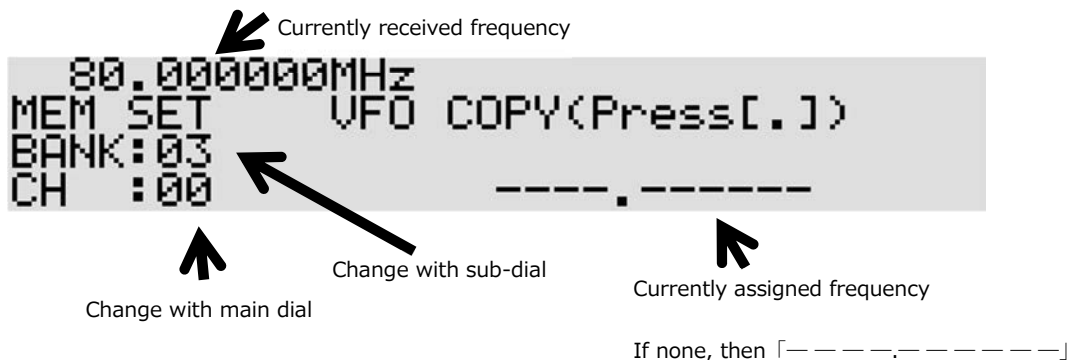 Currently received frequency
80.000000MHz
MEM SET VFO COPY(Press[.])
BANK:03
CH :00 ----.------
Change with sub-dial
Currently assigned frequency
Change with main dial
If none, then「————.——————」